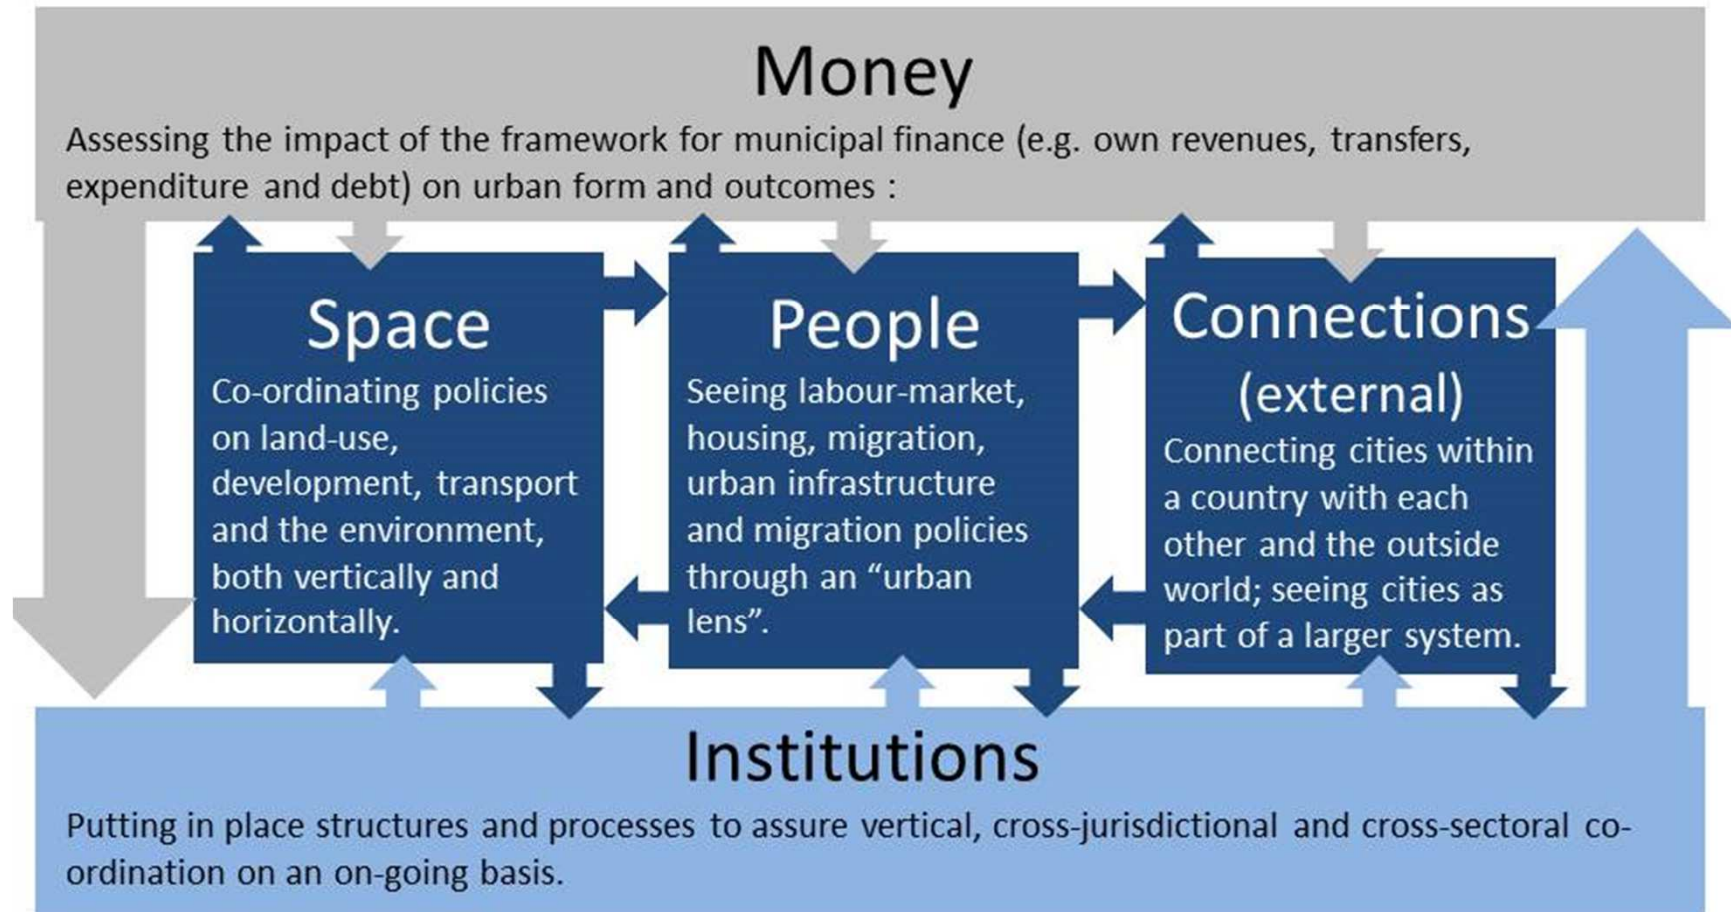 Money
Assessing the impact of the framework for municipal finance (e.g. own revenues, transfers,
expenditure and debt) on urban form and outcomes :
Space
Co-ordinating policies
on land-use,
development, transport
and the environment,
both vertically and
horizontally.
People
Seeing labour-market,
housing, migration,
urban infrastructure
and migration policies
through an “urban
lens”.
Connections
(external)
Connecting cities within
a country with each
other and the outside
world; seeing cities as
part of a larger system.
Institutions
Putting in place structures and processes to assure vertical, cross-jurisdictional and cross-sectoral co-
ordination on an on-going basis.